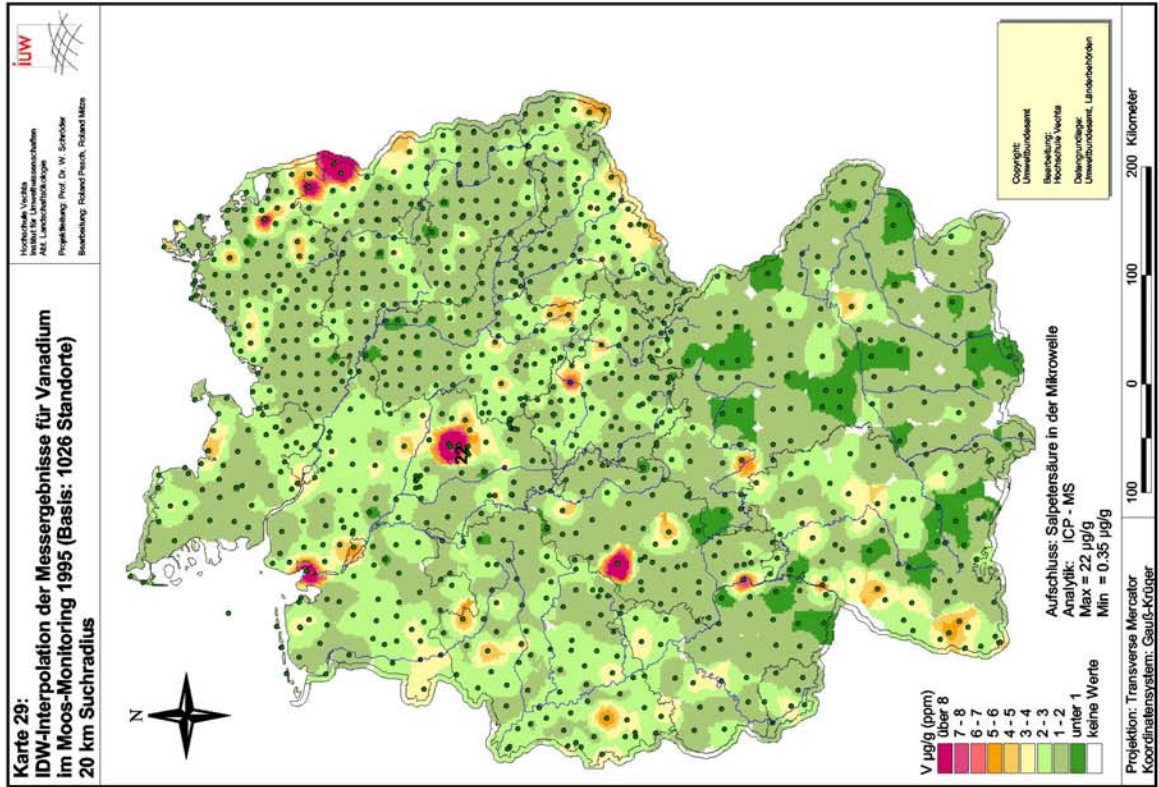 Karte 29:
IDW-Interpolation der Messergebnisse für Vanadium
im Moos-Monitoring 1995 (Basis: 1026 Standorte)
20 km Suchradius
Hochschule Vechta
Institut für Umweltwissenschaften
Abt. Landschaftsökologie
Projektleitung: Prof. Dr. W. Schröder
Bearbeitung: Roland Pesch, Roland Mitze
iuw
N
22
V µg/g (ppm)
über 8
7 - 8
6 - 7
5 - 6
4 - 5
3 - 4
2 - 3
1 - 2
unter 1
keine Werte
Aufschluss: Salpetersäure in der Mikrowelle
Analytik: ICP - MS
Max = 22 µg/g
Min = 0.35 µg/g
Copyright:
Umweltbundesamt
Bearbeitung:
Hochschule Vechta
Datengrundlage:
Umweltbundesamt, Länderbehörden
Projektion: Transverse Mercator
Koordinatensystem: Gauß-Krüger
100 0 100 200 Kilometer